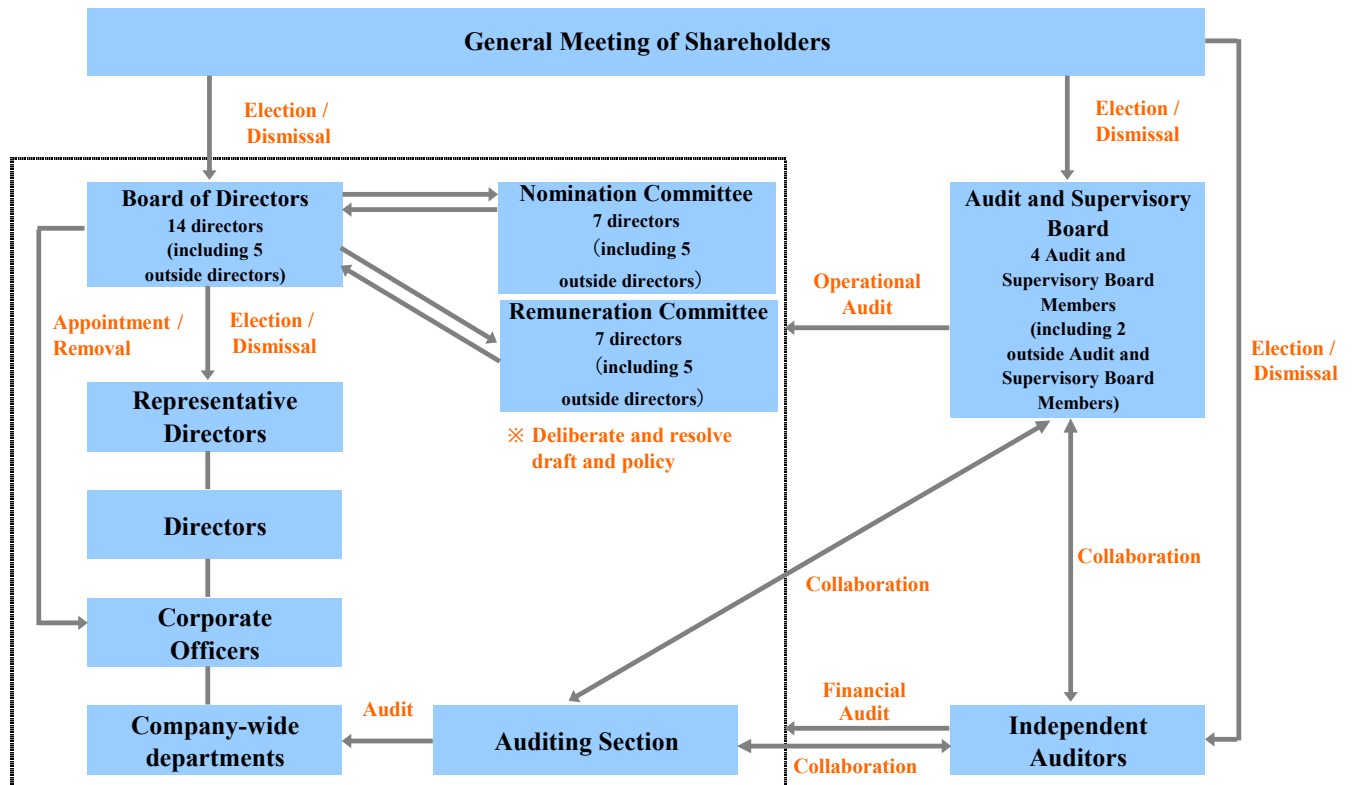 General Meeting of Shareholders
Election /
Dismissal
Election /
Dismissal
Board of Directors
14 directors
(including 5
outside directors)
Nomination Committee
7 directors
（including 5
outside directors）
Audit and Supervisory
Board
4 Audit and
Supervisory Board
Members
(including 2
outside Audit and
Supervisory Board
Members)
Operational
Audit
Remuneration Committee
7 directors
（including 5
outside directors）
Appointment /
Removal
Election /
Dismissal
Election /
Dismissal
Representative
Directors
※ Deliberate and resolve
draft and policy
Directors
Collaboration
Collaboration
Corporate
Officers
Company-wide
departments
Audit
Auditing Section
Financial
Audit
Collaboration
Independent
Auditors